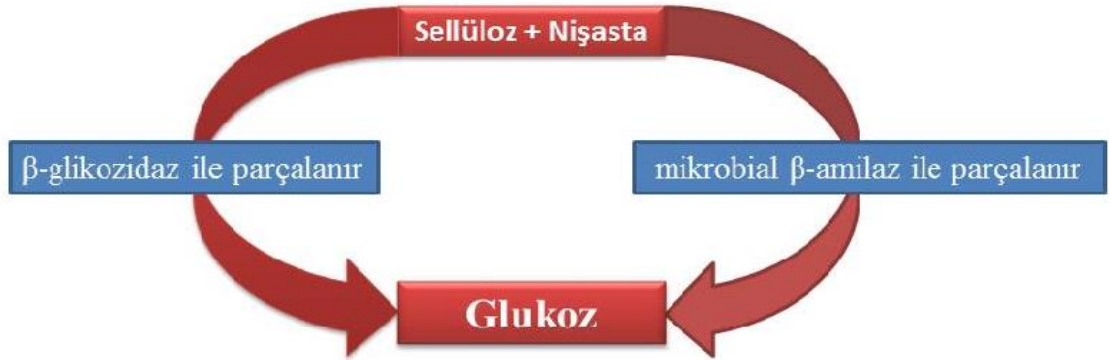 Sellüloz + Nişasta
β-glikozidaz ile parçalanır
mikrobial β-amilaz ile parçalanır
Glukoz